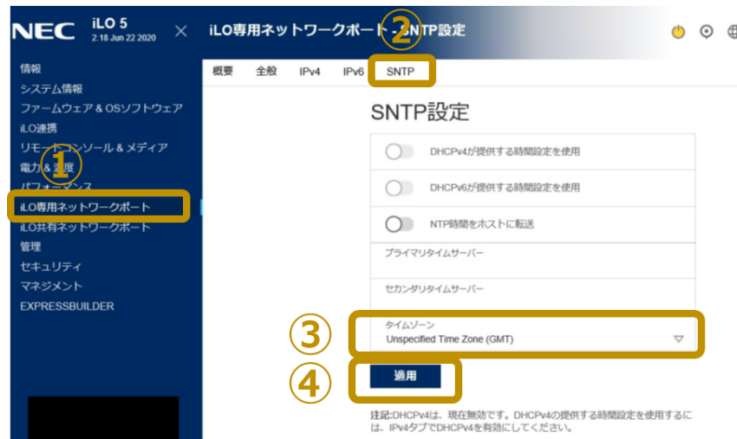 NEC
iLO 5
2.18 Jun 22 2020
×
iLO専用ネットワークポート - SNTP設定
②
情報
システム情報
ファームウェア & OSソフトウェア
iLO連携
リモートコンソール & メディア
①
電力 & 温度
パフォーマンス
iLO専用ネットワークポート
iLO共有ネットワークポート
管理
セキュリティ
マネジメント
EXPRESSBUILDER
概要 全般 IPv4 IPv6 SNTP
SNTP設定
DHCPv4が提供する時間設定を使用
DHCPv6が提供する時間設定を使用
NTP時間をホストに転送
プライマリタイムサーバー
セカンダリタイムサーバー
③
タイムゾーン
Unspecified Time Zone (GMT)
④
適用
注記:DHCPv4は、現在無効です。DHCPv4の提供する時間設定を使用するに
は、IPv4タブでDHCPv4を有効にしてください。